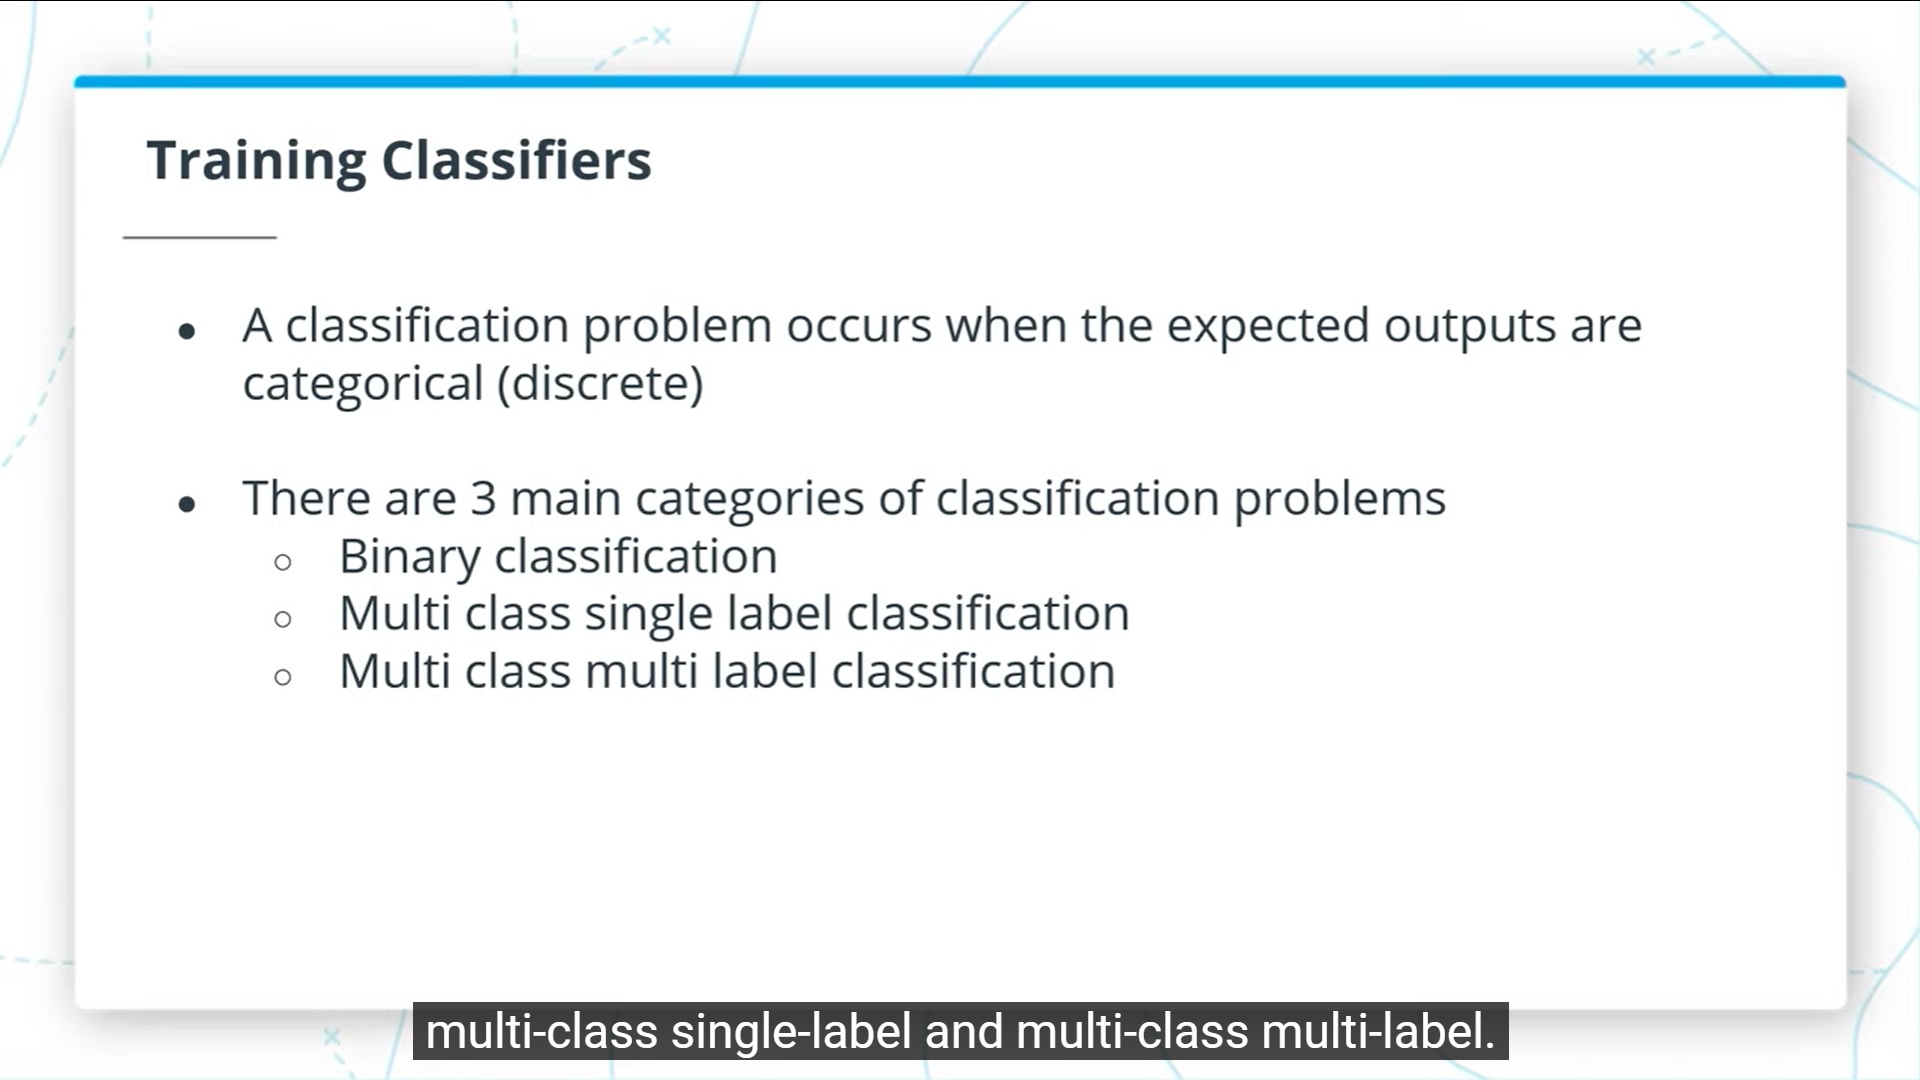 Training Classifiers
● A classification problem occurs when the expected outputs are
categorical (discrete)
● There are 3 main categories of classification problems
○ Binary classification
○ Multi class single label classification
○ Multi class multi label classification
multi-class single-label and multi-class multi-label.